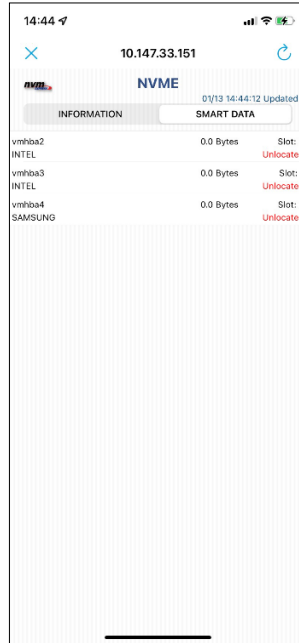 14:44
10.147.33.151
nvm
NVME
01/13 14:44:12 Updated
INFORMATION SMART DATA
vmhba2 0.0 Bytes Slot:
INTEL Unlocate
vmhba3 0.0 Bytes Slot:
INTEL Unlocate
vmhba4 0.0 Bytes Slot:
SAMSUNG Unlocate